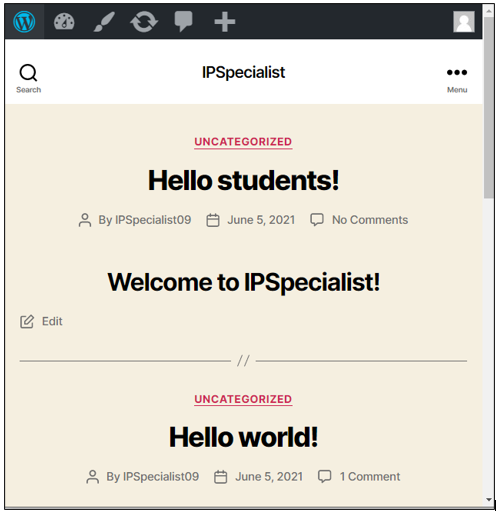 IPSpecialist
Search
Menu
UNCATEGORIZED
Hello students!
By IPSpecialist09 June 5, 2021 No Comments
Welcome to IPSpecialist!
Edit
//
UNCATEGORIZED
Hello world!
By IPSpecialist09 June 5, 2021 1 Comment